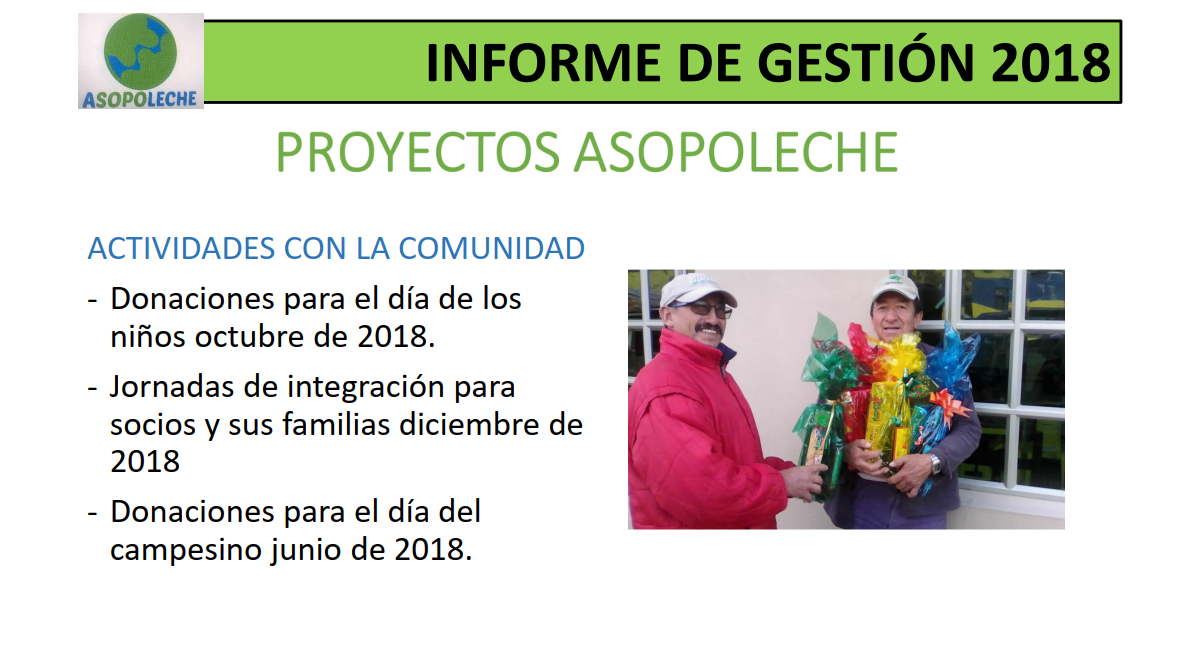 ASOPOLECHE
INFORME DE GESTIÓN 2018
PROYECTOS ASOPOLECHE
ACTIVIDADES CON LA COMUNIDAD
- Donaciones para el día de los
niños octubre de 2018.
- Jornadas de integración para
socios y sus familias diciembre de
2018
- Donaciones para el día del
campesino junio de 2018.